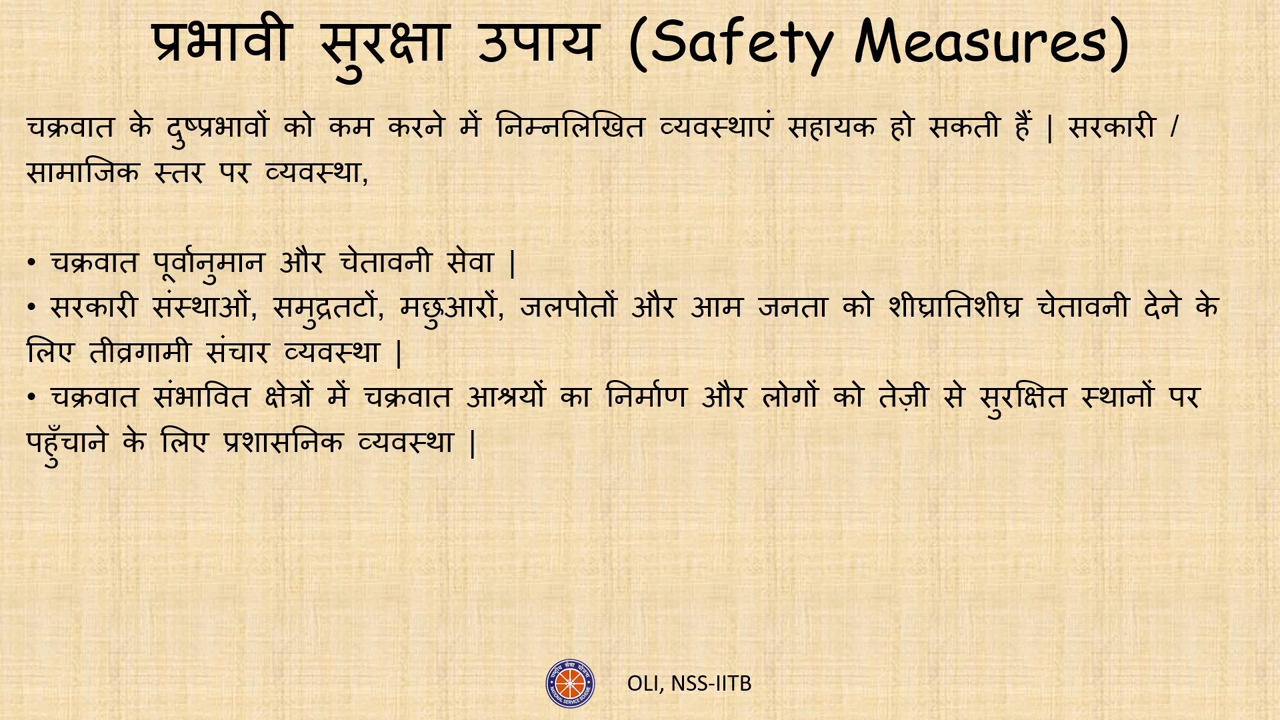 प्रभावी सुरक्षा उपाय (Safety Measures)
चक्रवात के दुष्प्रभावों को कम करने में निम्नलिखित व्यवस्थाएं सहायक हो सकती हैं | सरकारी /
सामाजिक स्तर पर व्यवस्था,
• चक्रवात पूर्वानुमान और चेतावनी सेवा |
• सरकारी संस्थाओं, समुद्रतटों, मछुआरों, जलपोतों और आम जनता को शीघ्रातिशीघ्र चेतावनी देने के
लिए तीव्रगामी संचार व्यवस्था |
• चक्रवात संभावित क्षेत्रों में चक्रवात आश्रयों का निर्माण और लोगों को तेज़ी से सुरक्षित स्थानों पर
पहुँचाने के लिए प्रशासनिक व्यवस्था |
OLI, NSS-IITB